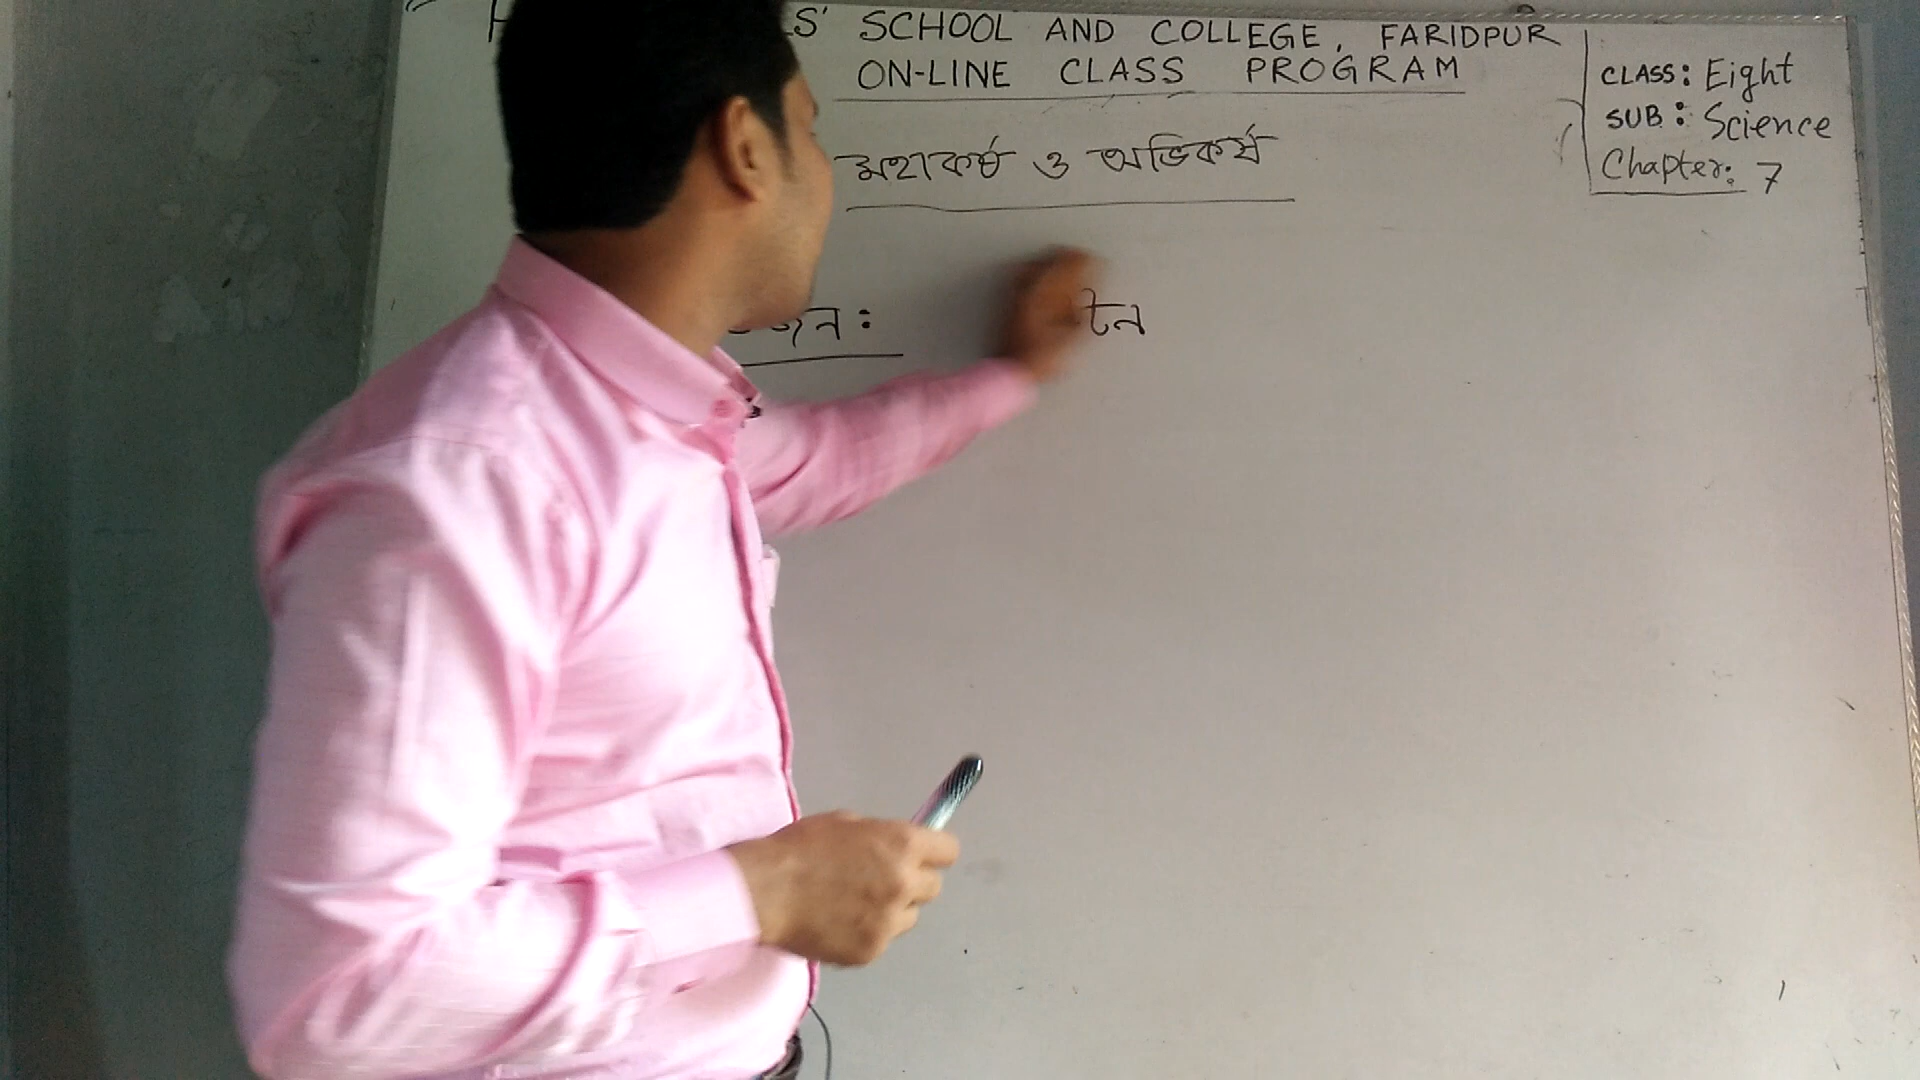 SCHOOL AND COLLEGE, FARIDPUR
ON-LINE CLASS PROGRAM
CLASS: Eight
SUB: Science
Chapter: 7
মহাকর্ষ ও অভিকর্ষ